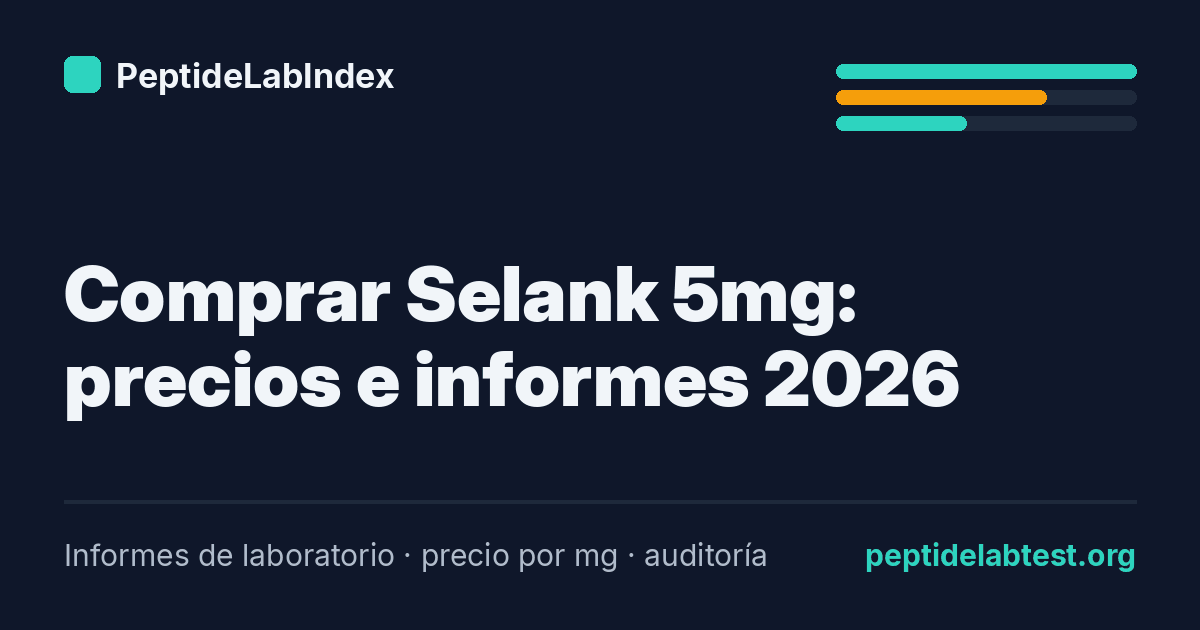 PeptideLabIndex
Comprar Selank 5mg:
precios e informes 2026
Informes de laboratorio · precio por mg · auditoría
peptidelabtest.org